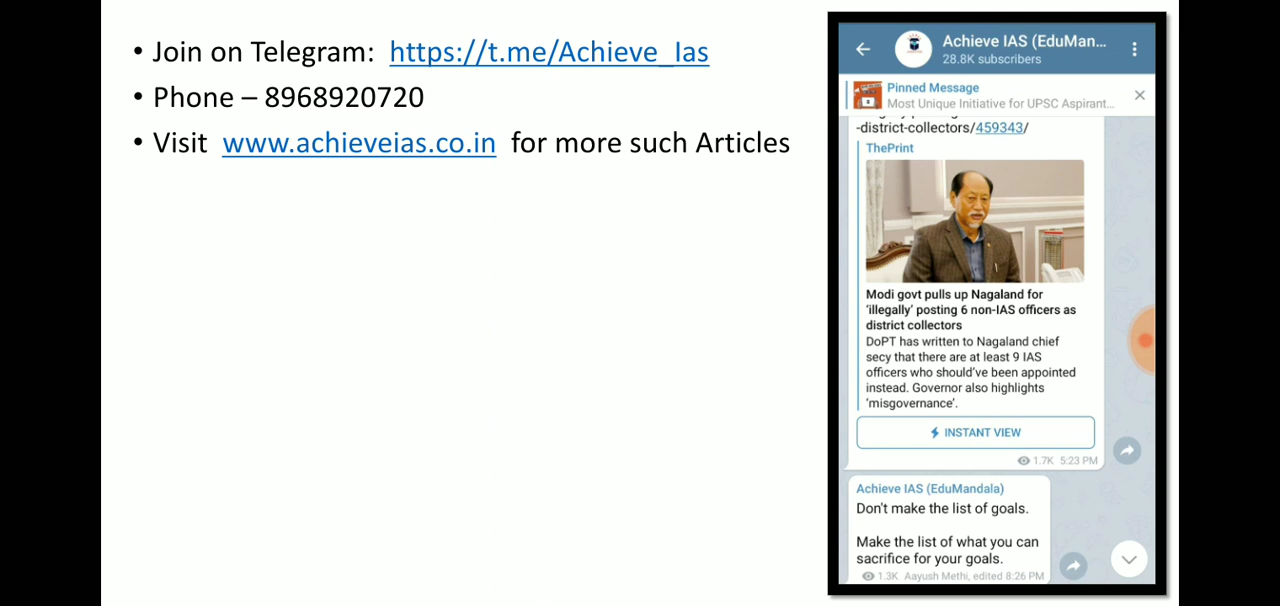 • Join on Telegram: https://t.me/Achieve_Ias
• Phone – 8968920720
• Visit www.achieveias.co.in for more such Articles
Achieve IAS (EduMan...
28.8K subscribers
Pinned Message
Most Unique Initiative for UPSC Aspirant...
-district-collectors/459343/
ThePrint
Modi govt pulls up Nagaland for
'illegally' posting 6 non-IAS officers as
district collectors
DoPT has written to Nagaland chief
secy that there are at least 9 IAS
officers who should've been appointed
instead. Governor also highlights
'misgovernance'.
INSTANT VIEW
1.7K 5:23 PM
Achieve IAS (EduMandala)
Don't make the list of goals.
Make the list of what you can
sacrifice for your goals.
1.3K Aayush Methi, edited 8:26 PM